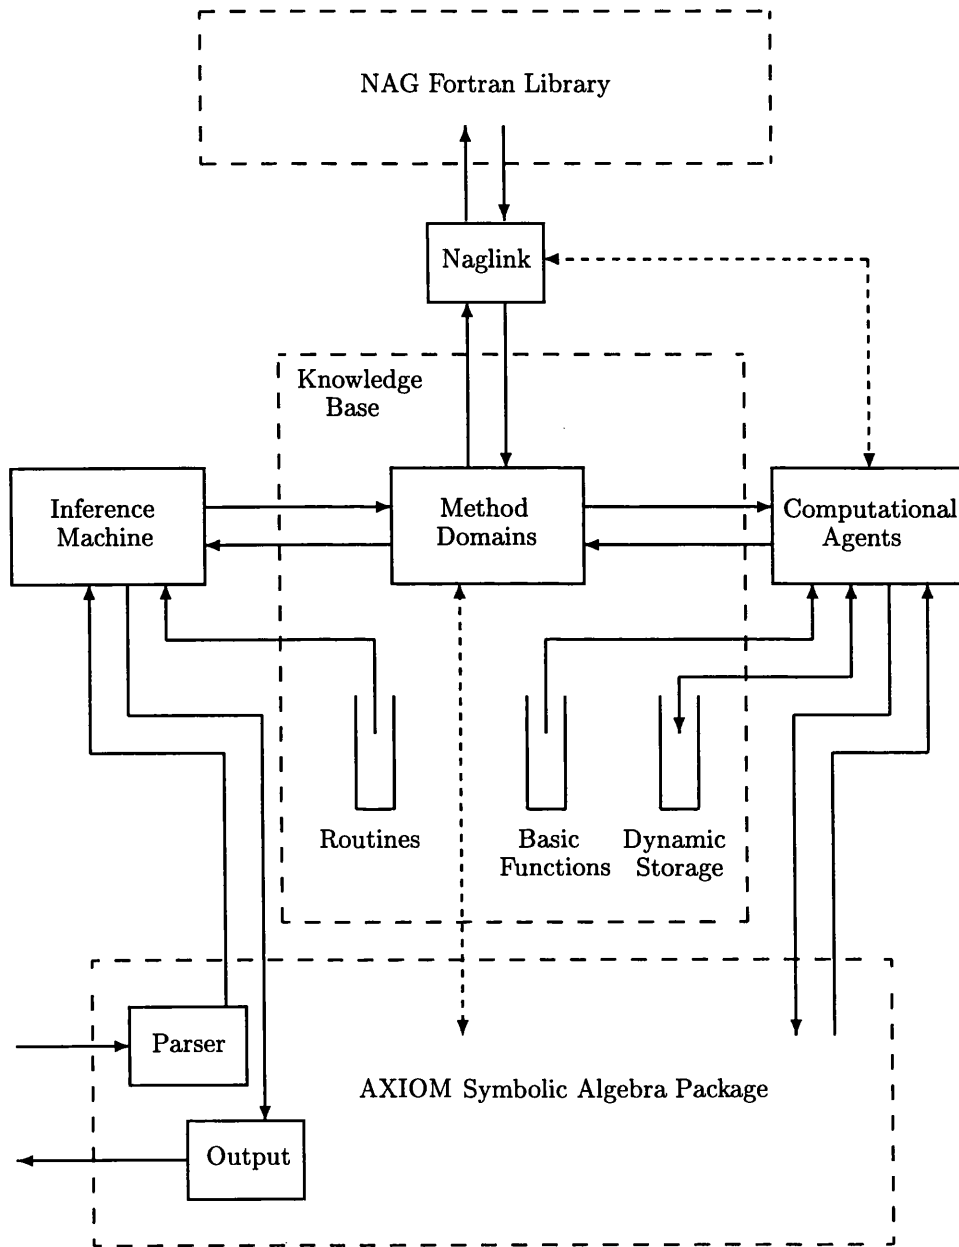 NAG Fortran Library
Naglink
Knowledge
Base
Inference
Machine
Method
Domains
Computational
Agents
Routines
Basic
Functions
Dynamic
Storage
Parser
AXIOM Symbolic Algebra Package
Output